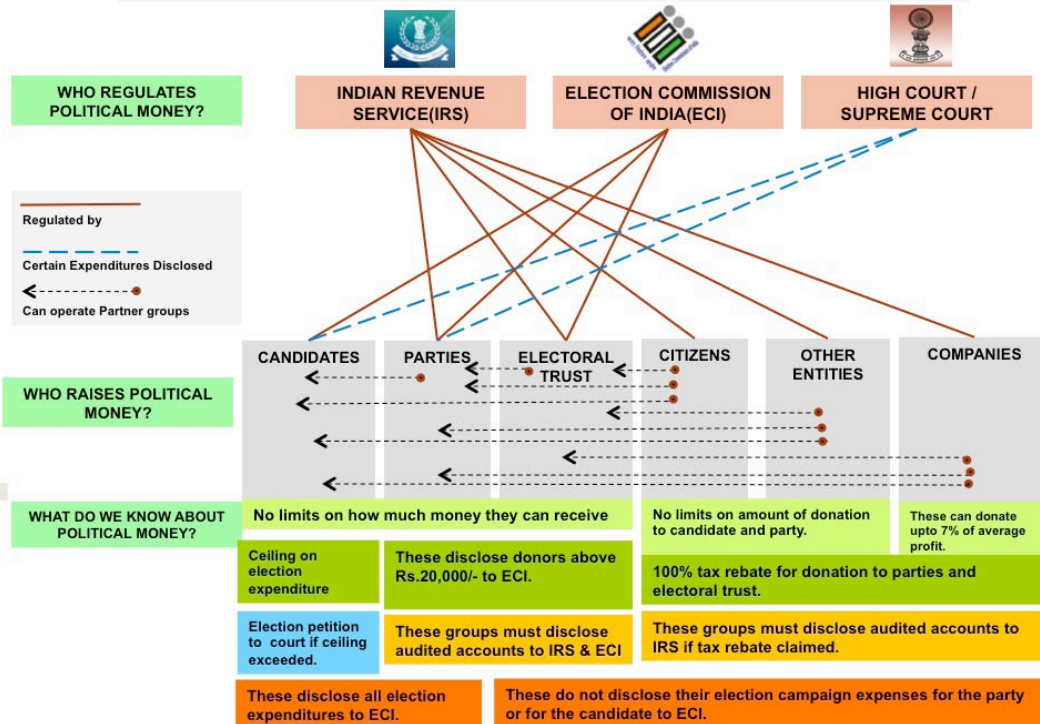 WHO REGULATES
POLITICAL MONEY?
INDIAN REVENUE
SERVICE(IRS)
ELECTION COMMISSION
OF INDIA(ECI)
HIGH COURT /
SUPREME COURT
Regulated by
Certain Expenditures Disclosed
Can operate Partner groups
CANDIDATES
PARTIES
ELECTORAL
TRUST
CITIZENS
OTHER
ENTITIES
COMPANIES
WHO RAISES POLITICAL
MONEY?
WHAT DO WE KNOW ABOUT
POLITICAL MONEY?
No limits on how much money they can receive
No limits on amount of donation
to candidate and party.
These can donate
upto 7% of average
profit.
Ceiling on
election
expenditure
These disclose donors above
Rs.20,000/- to ECI.
100% tax rebate for donation to parties and
electoral trust.
Election petition
to court if ceiling
exceeded.
These groups must disclose
audited accounts to IRS & ECI
These groups must disclose audited accounts to
IRS if tax rebate claimed.
These disclose all election
expenditures to ECI.
These do not disclose their election campaign expenses for the party
or for the candidate to ECI.